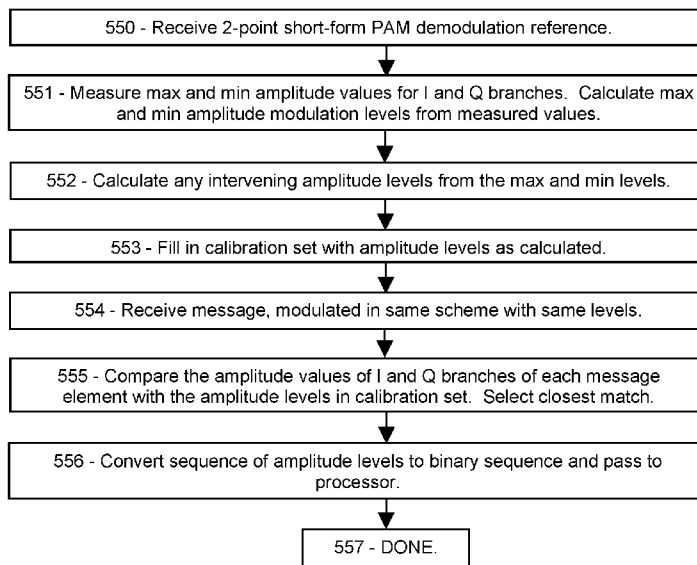 550 - Receive 2-point short-form PAM demodulation reference.
551 - Measure max and min amplitude values for I and Q branches.  Calculate max
and min amplitude modulation levels from measured values.
552 - Calculate any intervening amplitude levels from the max and min levels.
553 - Fill in calibration set with amplitude levels as calculated.
554 - Receive message, modulated in same scheme with same levels.
555 - Compare the amplitude values of I and Q branches of each message
element with the amplitude levels in calibration set.  Select closest match.
556 - Convert sequence of amplitude levels to binary sequence and pass to
processor.
557 - DONE.